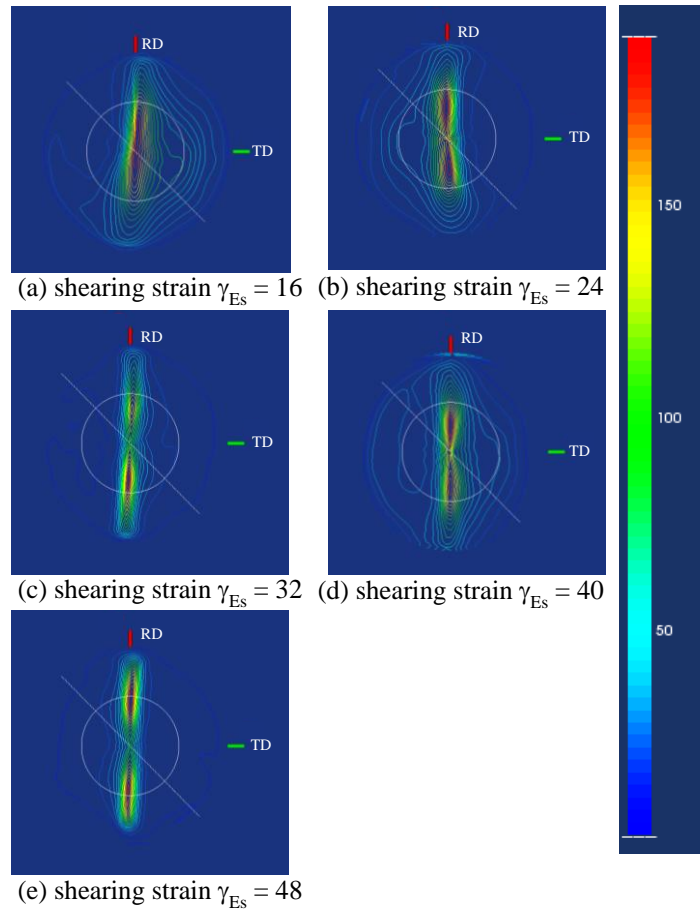 RD
TD
(a) shearing strain γEs = 16
RD
TD
(b) shearing strain γEs = 24
RD
TD
(c) shearing strain γEs = 32
RD
TD
(d) shearing strain γEs = 40
RD
TD
(e) shearing strain γEs = 48
150
100
50